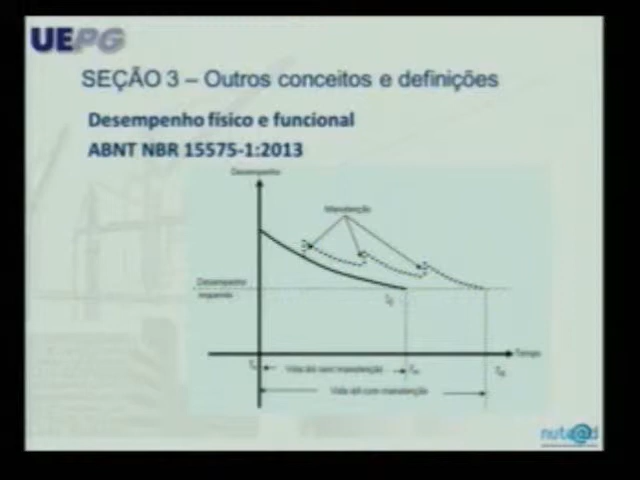 UEPG
SEÇÃO 3 – Outros conceitos e definições
Desempenho físico e funcional
ABNT NBR 15575-1:2013
Desempenho
Manutenção
Desempenho
requerido
Tempo
Vida útil sem manutenção
Vida útil com manutenção
nute@d